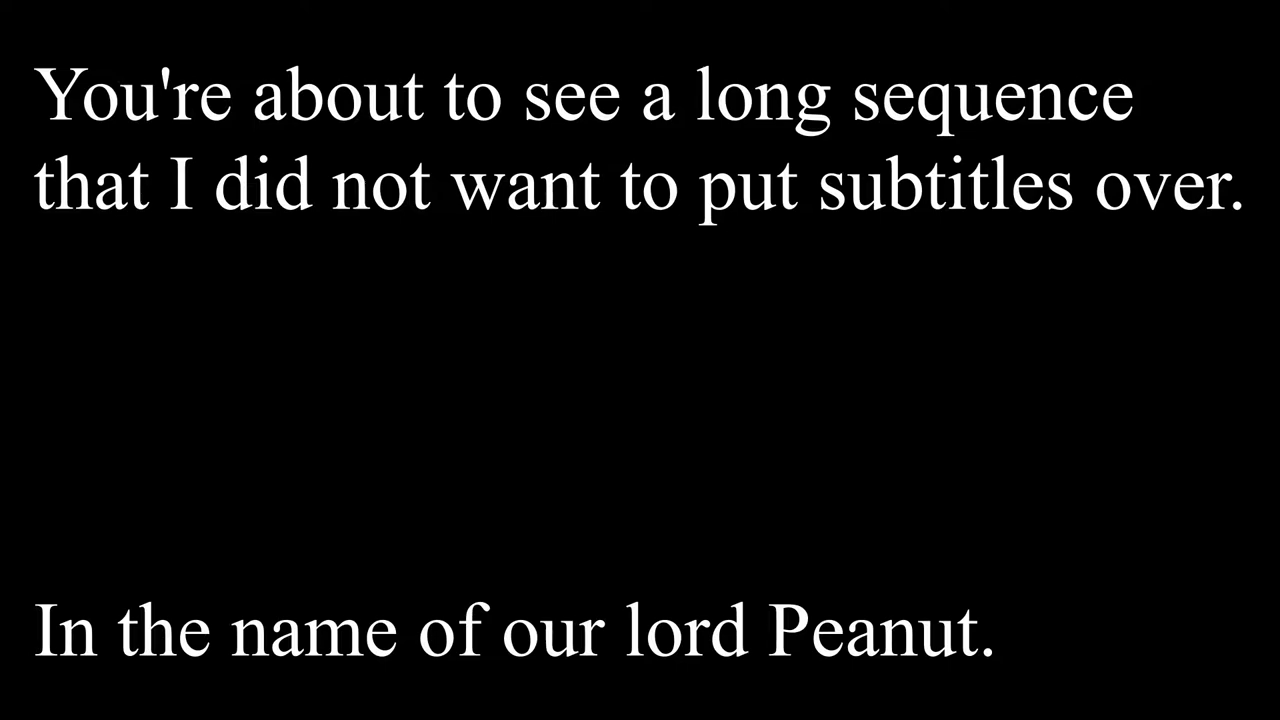 You're about to see a long sequence
that I did not want to put subtitles over.
In the name of our lord Peanut.